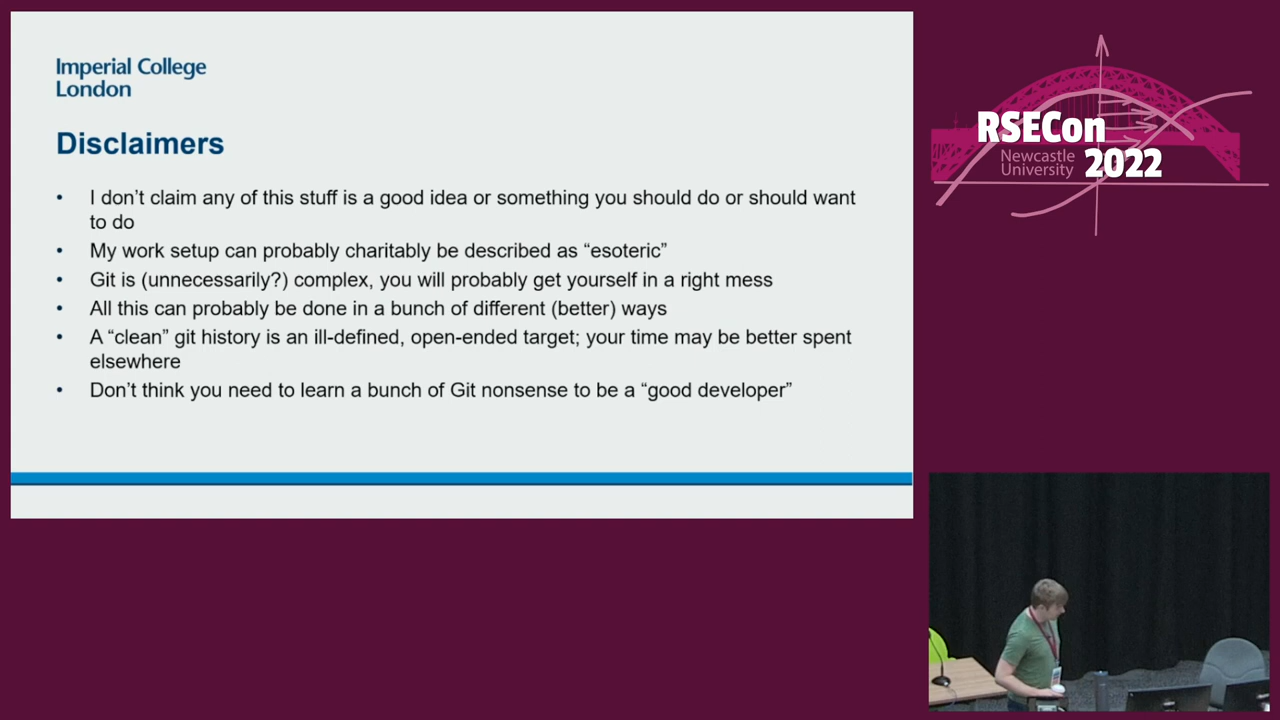 Imperial College
London
Disclaimers
• I don’t claim any of this stuff is a good idea or something you should do or should want
to do
• My work setup can probably charitably be described as “esoteric”
• Git is (unnecessarily?) complex, you will probably get yourself in a right mess
• All this can probably be done in a bunch of different (better) ways
• A “clean” git history is an ill-defined, open-ended target; your time may be better spent
elsewhere
• Don’t think you need to learn a bunch of Git nonsense to be a “good developer”
RSECon
Newcastle
University
2022